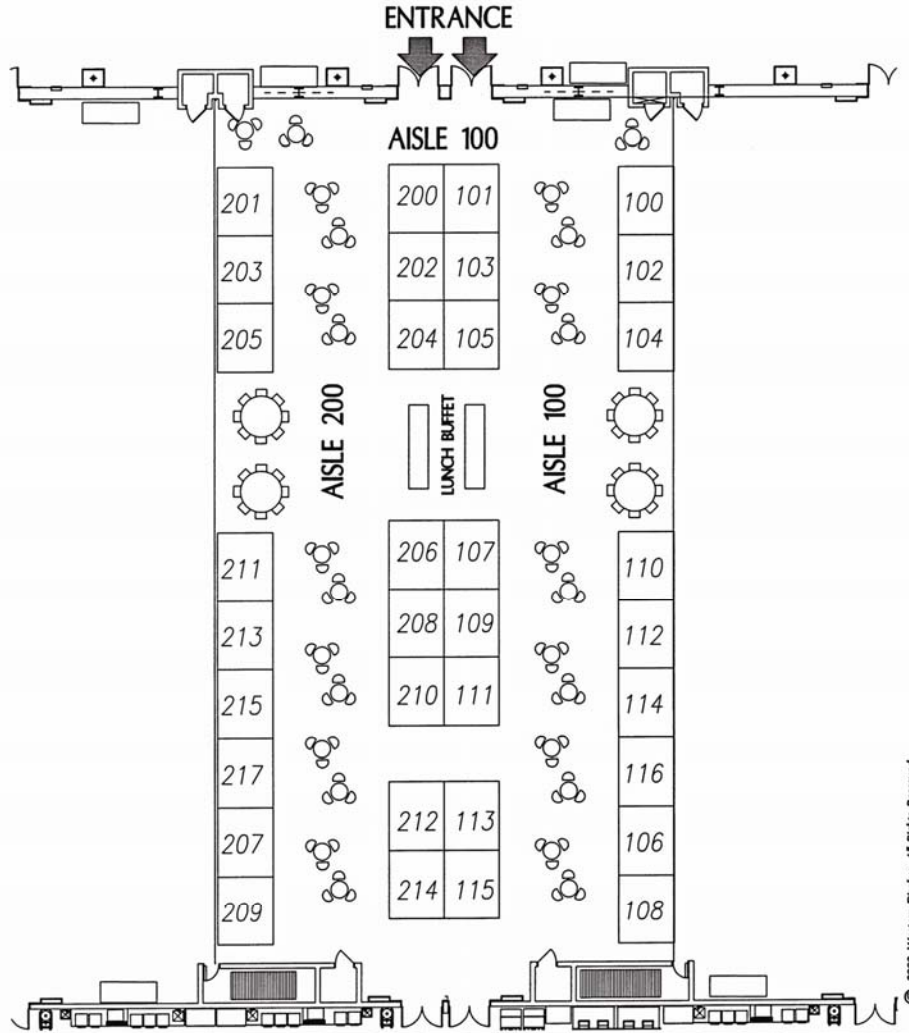 ENTRANCE
AISLE 100
201 200 101 100
203 202 103 102
205 204 105 104
AISLE 200
LUNCH BUFFET
AISLE 100
211 206 107 110
213 208 109 112
215 210 111 114
217 116
207 212 113 106
209 214 115 108